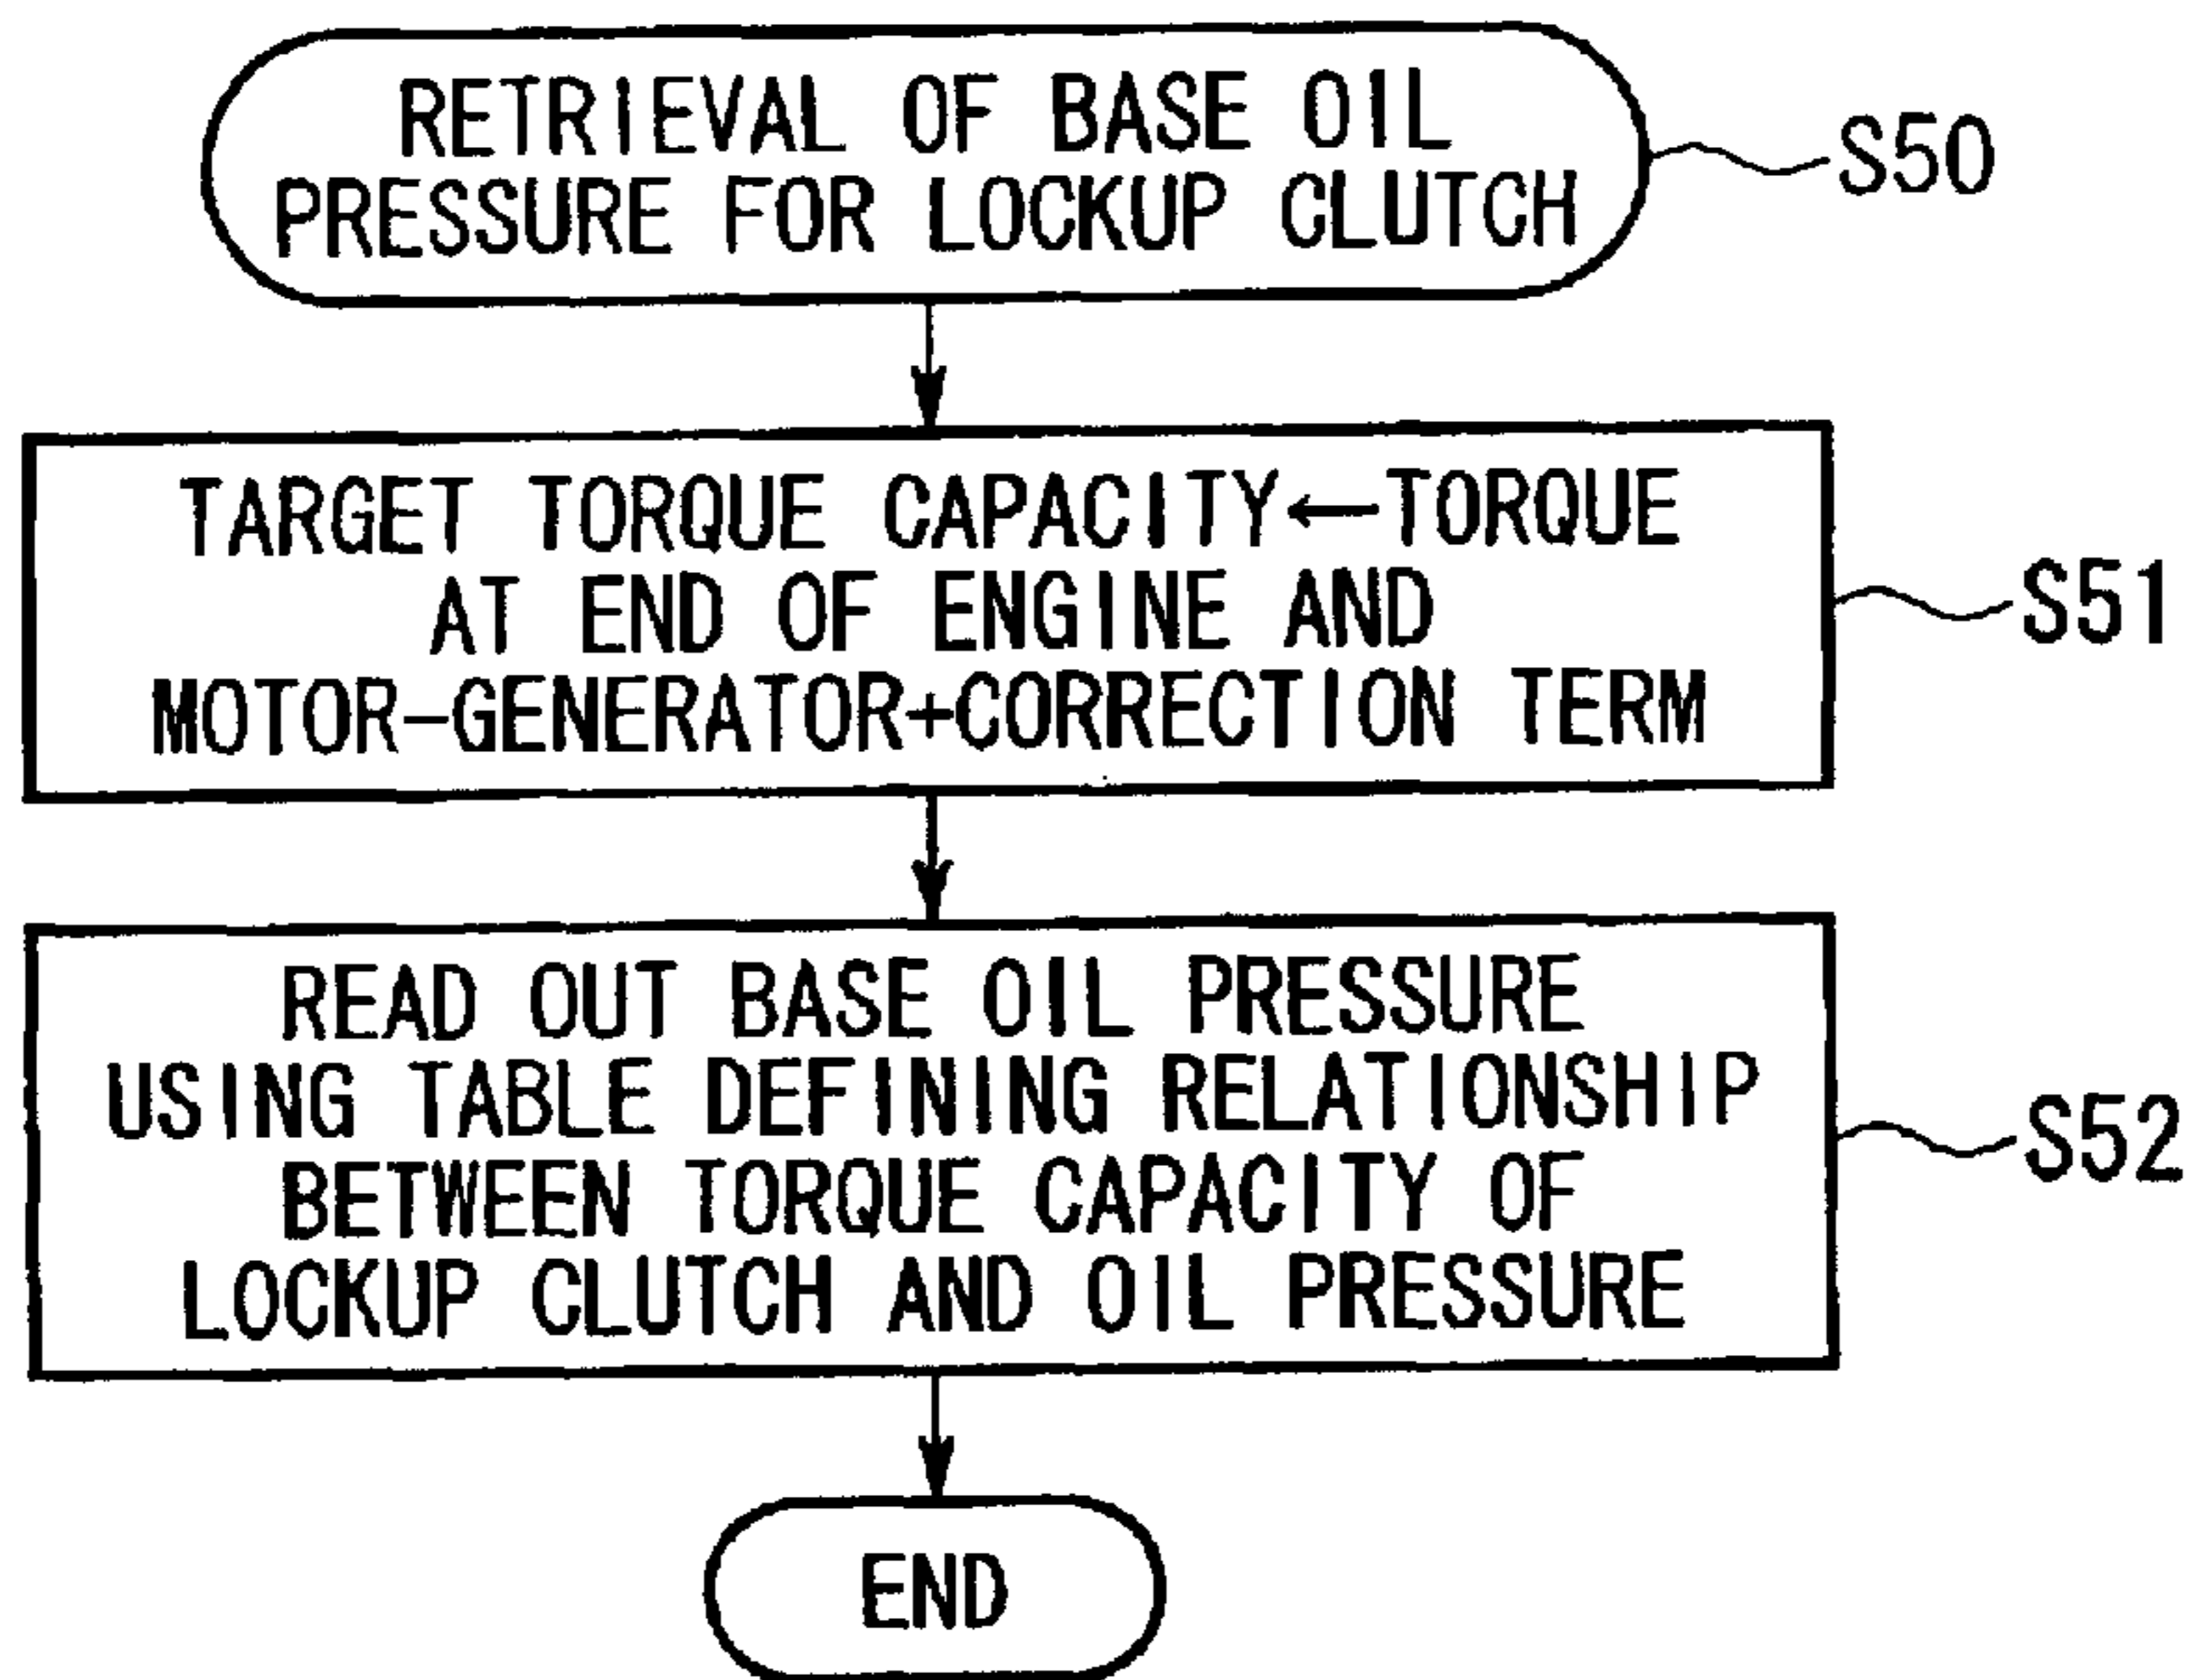 RETRIEVAL OF BASE OIL
PRESSURE FOR LOCKUP CLUTCH
S50
TARGET TORQUE CAPACITY←TORQUE
AT END OF ENGINE AND
MOTOR-GENERATOR+CORRECTION TERM
S51
READ OUT BASE OIL PRESSURE
USING TABLE DEFINING RELATIONSHIP
BETWEEN TORQUE CAPACITY OF
LOCKUP CLUTCH AND OIL PRESSURE
S52
END